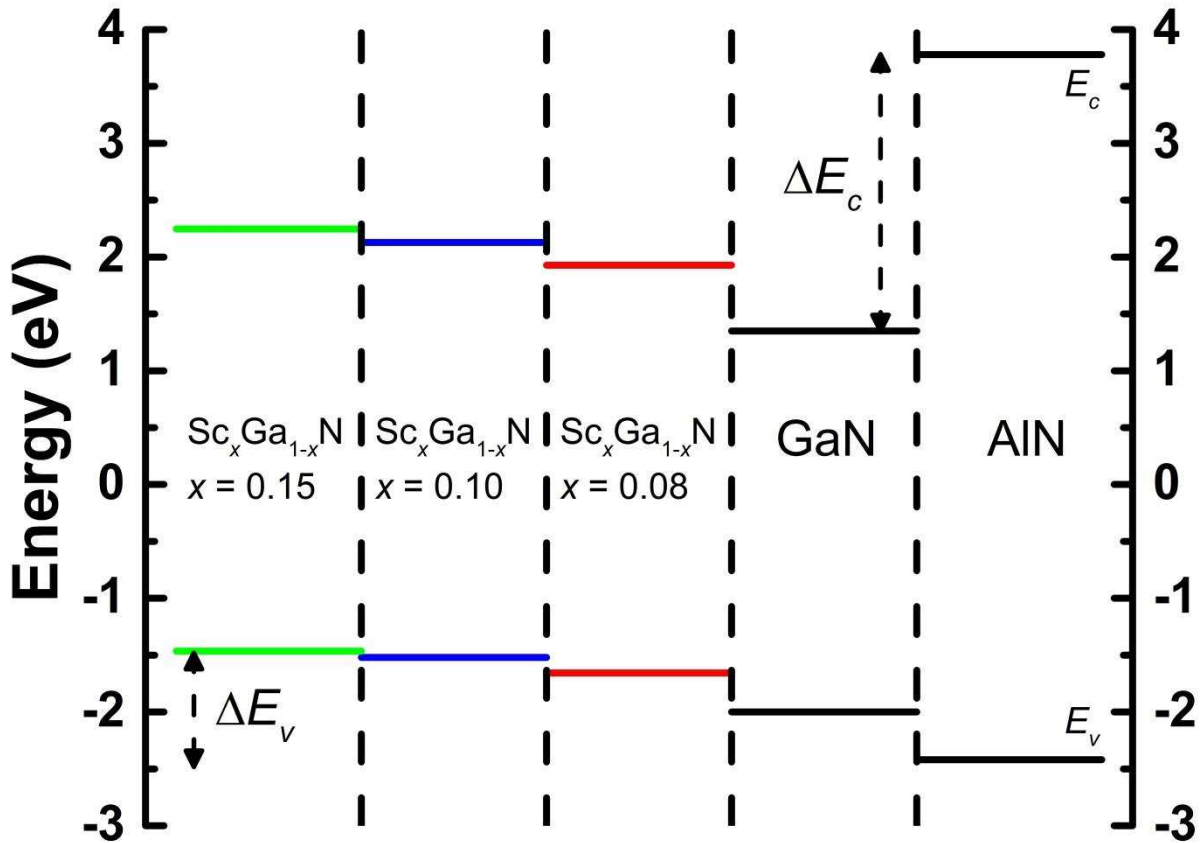 Energy (eV)
4
3
2
1
0
-1
-2
-3
ΔEv
ScxGa1-xN
x = 0.15
ScxGa1-xN
x = 0.10
ScxGa1-xN
x = 0.08
ΔEc
GaN
AlN
Ec
Ev
4
3
2
1
0
-1
-2
-3